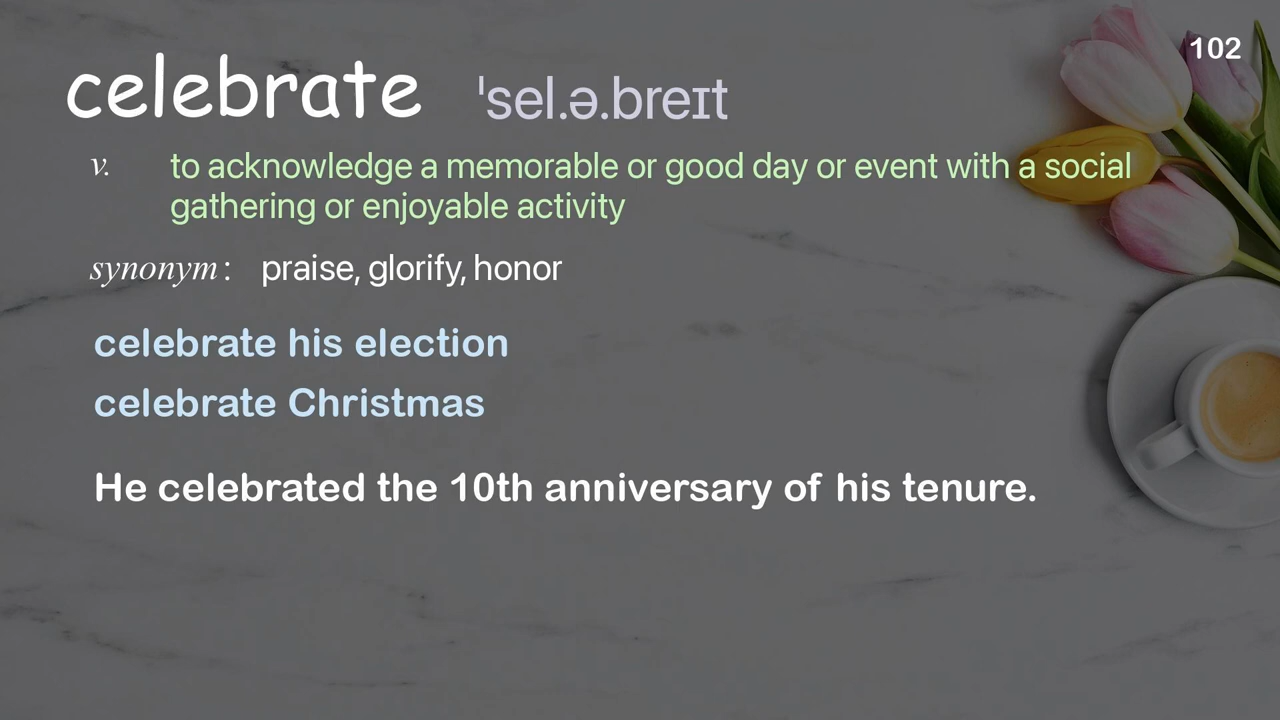 102
celebrate ˈsel.ə.breɪt
v. to acknowledge a memorable or good day or event with a social
gathering or enjoyable activity
synonym : praise, glorify, honor
celebrate his election
celebrate Christmas
He celebrated the 10th anniversary of his tenure.